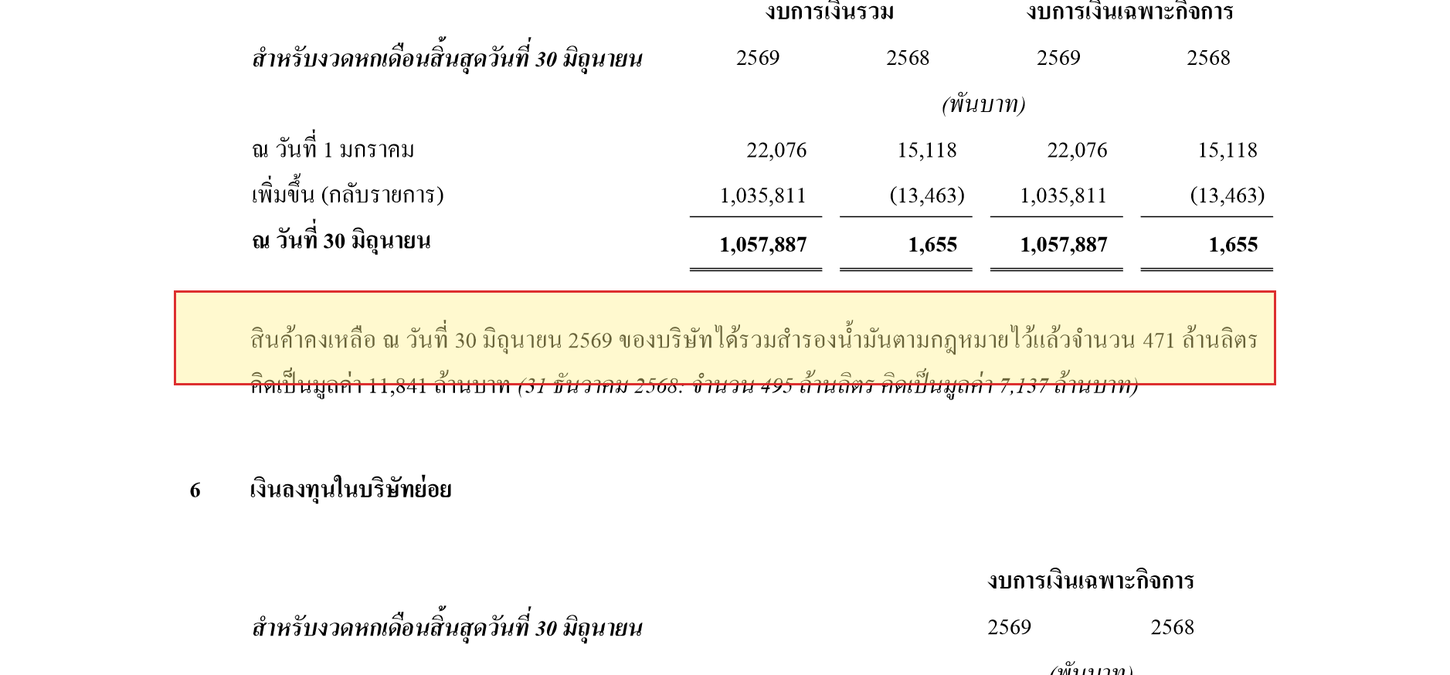 งบการเงินรวม งบการเงินเฉพาะกิจการ
สำหรับงวดหกเดือนสิ้นสุดวันที่ 30 มิถุนายน 2569 2568 2569 2568
(พันบาท)
ณ วันที่ 1 มกราคม 22,076 15,118 22,076 15,118
เพิ่มขึ้น (กลับรายการ) 1,035,811 (13,463) 1,035,811 (13,463)
ณ วันที่ 30 มิถุนายน 1,057,887 1,655 1,057,887 1,655
สินค้าคงเหลือ ณ วันที่ 30 มิถุนายน 2569 ของบริษัทได้รวมสำรองน้ำมันตามกฎหมายไว้แล้วจำนวน 471 ล้านลิตร
คิดเป็นมูลค่า 11,841 ล้านบาท (31 ธันวาคม 2568: จำนวน 495 ล้านลิตร คิดเป็นมูลค่า 7,137 ล้านบาท)
6 เงินลงทุนในบริษัทย่อย
งบการเงินเฉพาะกิจการ
สำหรับงวดหกเดือนสิ้นสุดวันที่ 30 มิถุนายน 2569 2568
(พันบาท)